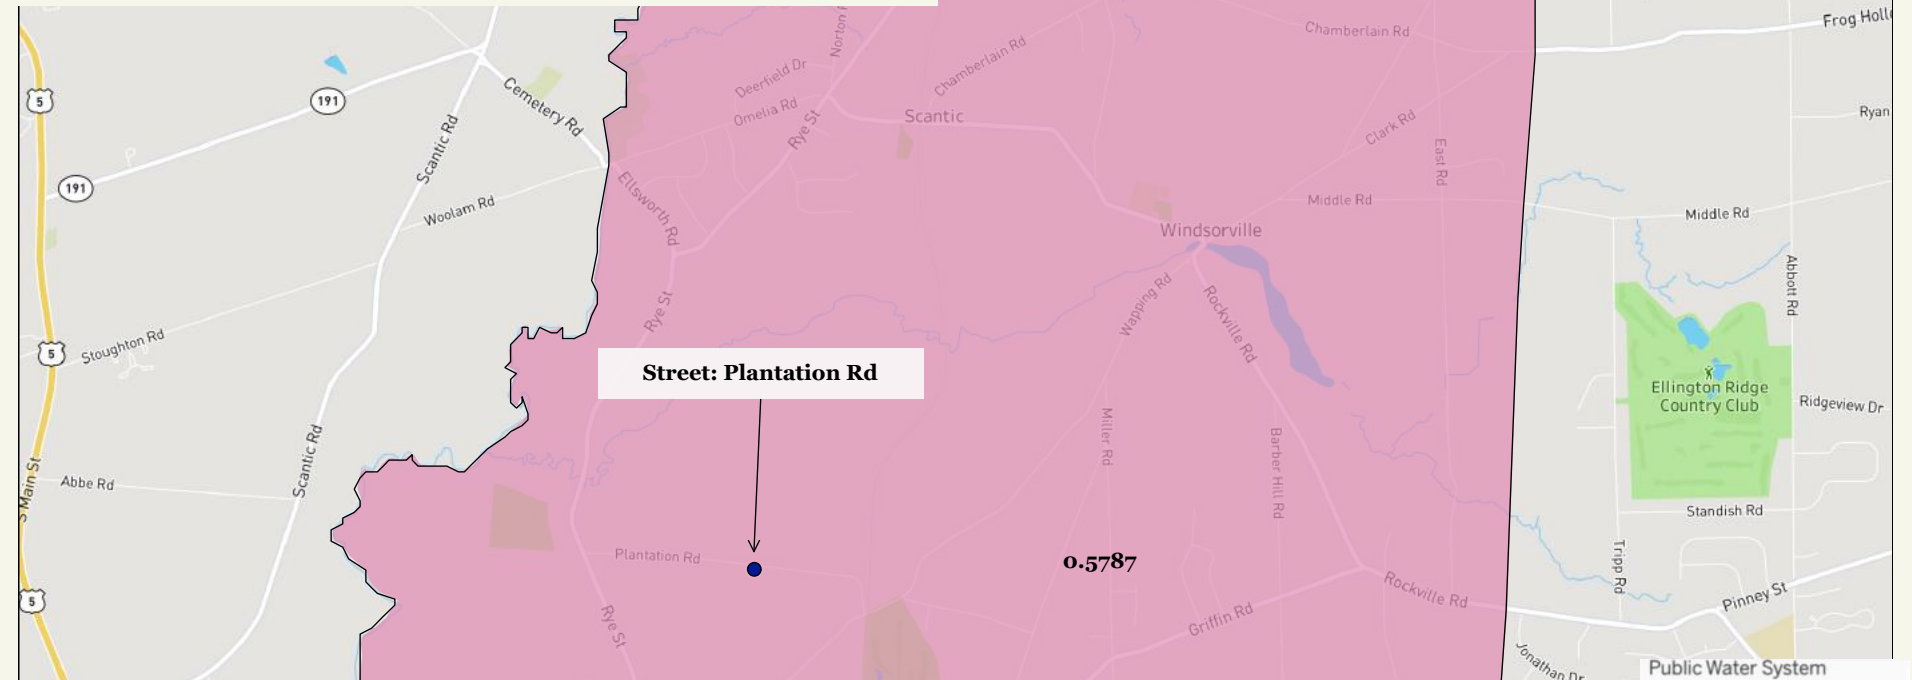 Frog Holl
Chamberlain Rd
Norton
Chamberlain Rd
Deerfield Dr
5
191
Cemetery Rd
Omelia Rd
Rye St
Scantic
Clark Rd
Ryan
Scantic Rd
East Rd
191
Ellsworth Rd
Woolam Rd
Middle Rd
Middle Rd
Windsorville
Abbott Rd
Wapping Rd
Rockville Rd
Rye St
Stoughton Rd
5
Street: Plantation Rd
Ellington Ridge
Country Club
Ridgeview Dr
Miller Rd
Barber Hill Rd
Scantic Rd
S Main St
Abbe Rd
Standish Rd
Plantation Rd
0.5787
Tripp Rd
Rockville Rd
Pinney St
5
Rye St
Griffin Rd
Jonathan Dr
Public Water System